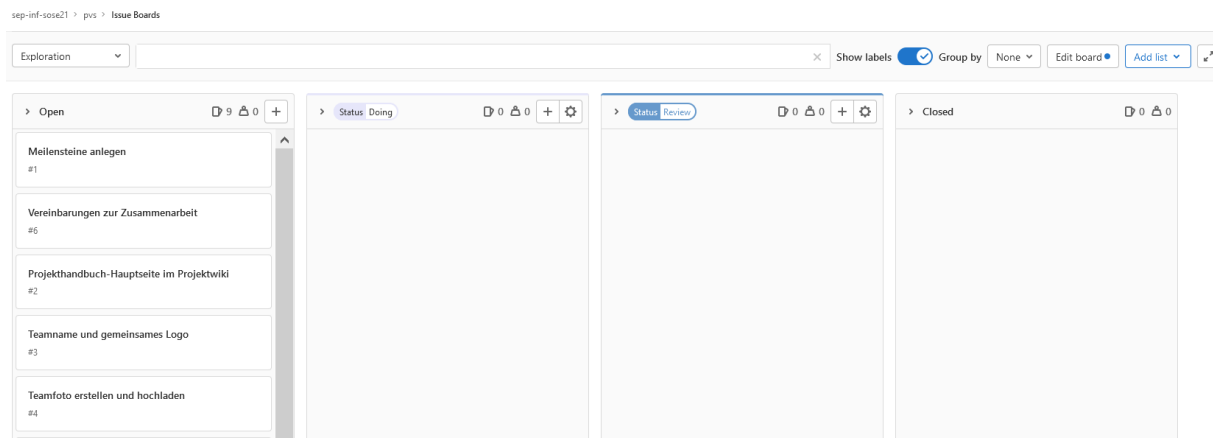 sep-inf-sose21 > pvs > Issue Boards
Exploration
Show labels
Group by
None
Edit board
Add list
Open
9
0
Status Doing
0
0
Status Review
0
0
Closed
0
0
Meilensteine anlegen
#1
Vereinbarungen zur Zusammenarbeit
#6
Projekthandbuch-Hauptseite im Projektwiki
#2
Teamname und gemeinsames Logo
#3
Teamfoto erstellen und hochladen
#4